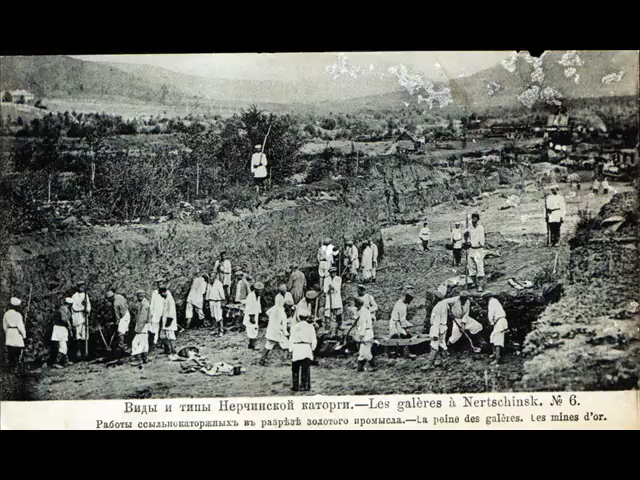 Виды и типы Нерчинской каторги.—Les galères à Nertschinsk. № 6.
Работы ссыльнокаторжныхъ въ разрѣзѣ золотого промысла.—La peine des galères. Les mines d'or.